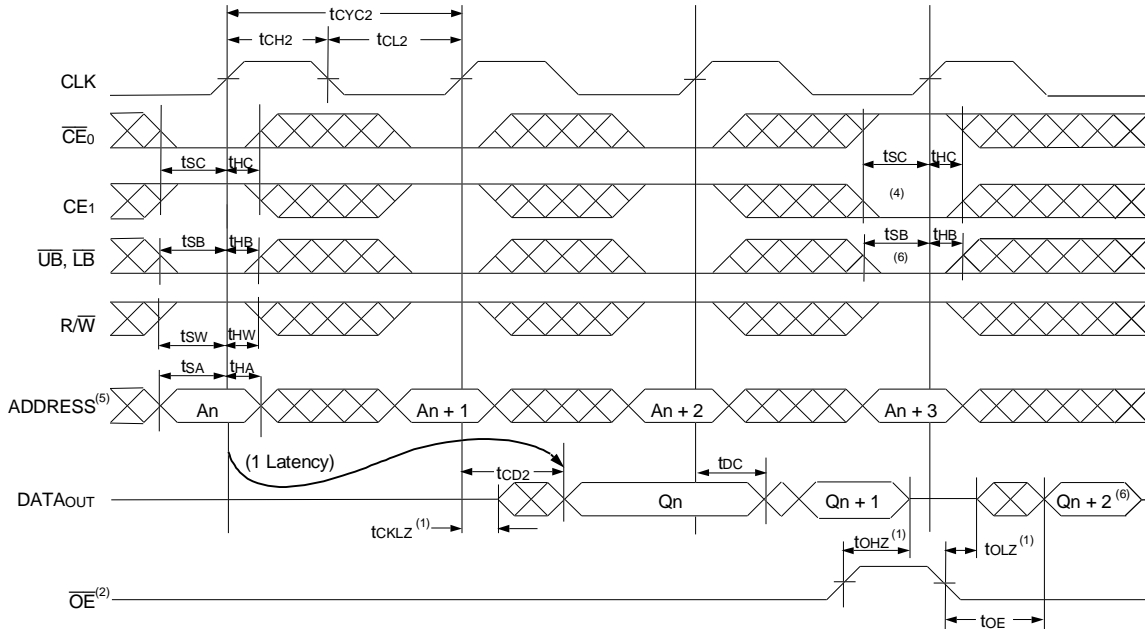 tCYC2
tCH2 tCL2
CLK
CE0
tSC tHC tSC tHC
CE1 (4)
tSB tHB tSB tHB
UB, LB (6)
R/W
tSW tHW
tSA tHA
ADDRESS(5) An An + 1 An + 2 An + 3
(1 Latency) tCD2 tDC
DATAOUT Qn Qn + 1 Qn + 2(6)
tCKLZ(1) tOHZ(1) tOLZ(1)
OE(2)
tOE